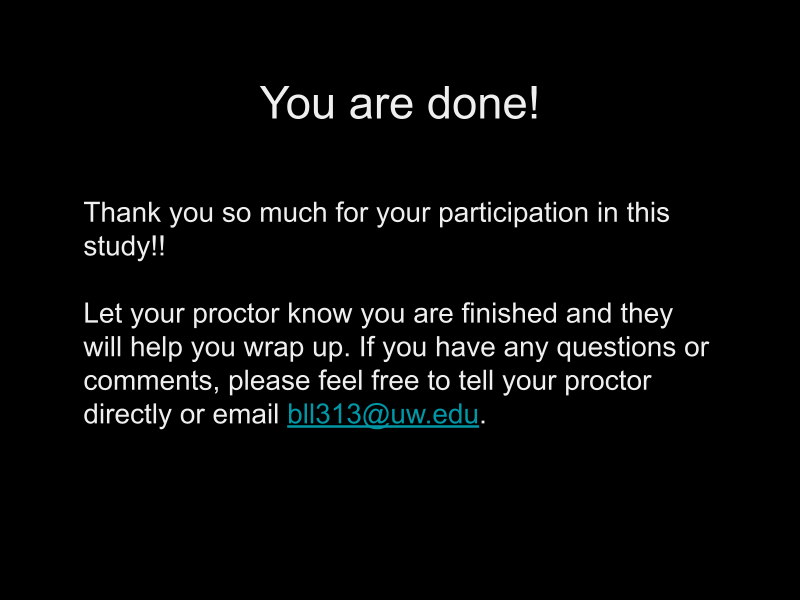 You are done!
Thank you so much for your participation in this
study!!
Let your proctor know you are finished and they
will help you wrap up. If you have any questions or
comments, please feel free to tell your proctor
directly or email bll313@uw.edu.